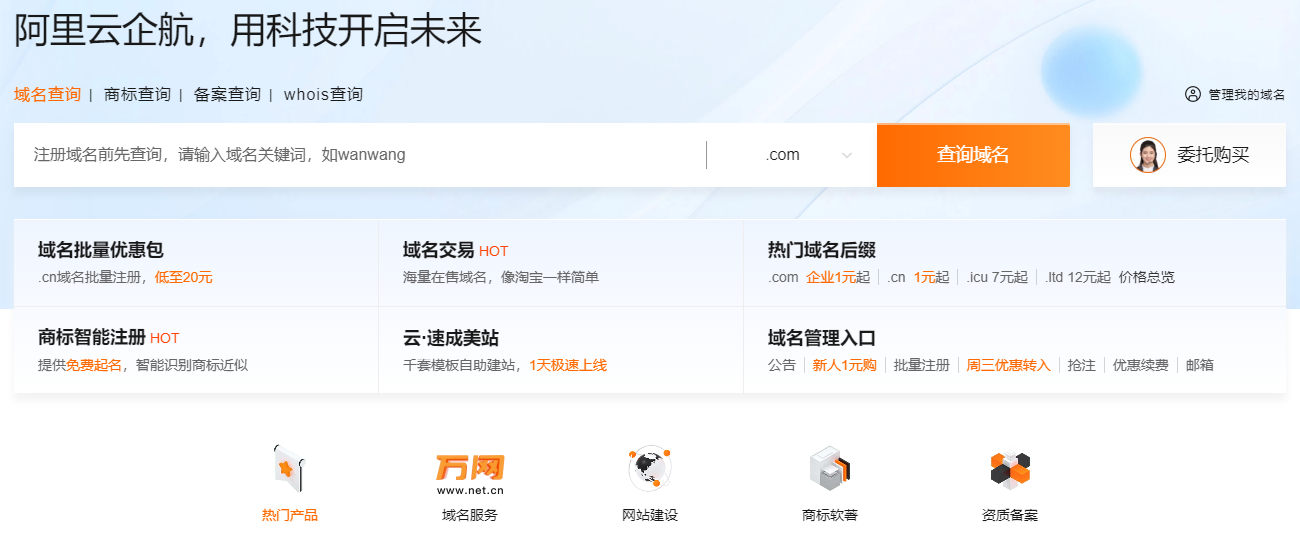 阿里云企航，用科技开启未来
域名查询 | 商标查询 | 备案查询 | whois查询
管理我的域名
注册域名前先查询，请输入域名关键词，如wanwang
.com
查询域名
委托购买
域名批量优惠包
.cn域名批量注册，低至20元
域名交易 HOT
海量在售域名，像淘宝一样简单
热门域名后缀
.com 企业1元起 | .cn 1元起 | .icu 7元起 | .ltd 12元起 价格总览
商标智能注册 HOT
提供免费起名，智能识别商标近似
云·速成美站
千套模板自助建站，1天极速上线
域名管理入口
公告 | 新人1元购 | 批量注册 | 周三优惠转入 | 抢注 | 优惠续费 | 邮箱
万网
www.net.cn
热门产品
域名服务
网站建设
商标软著
资质备案